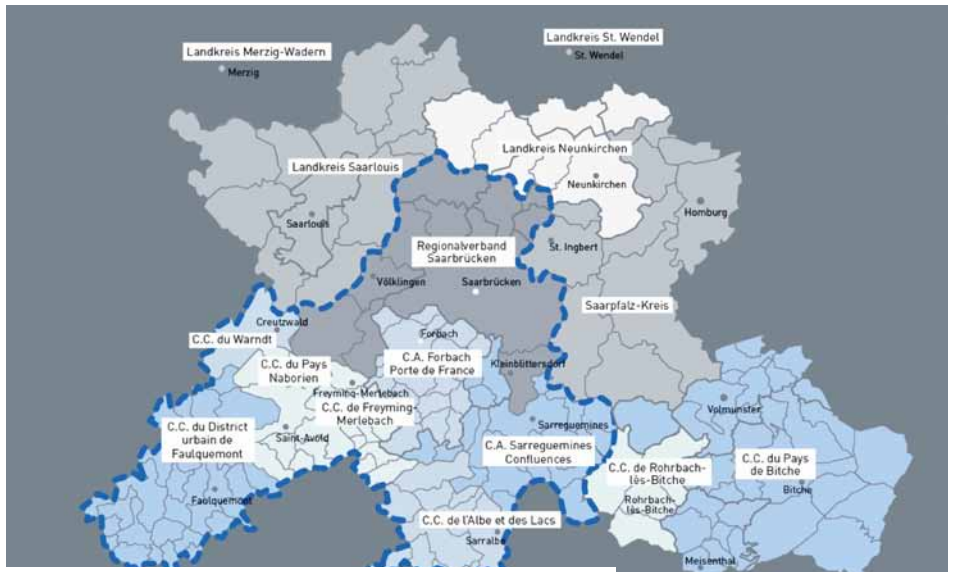 Landkreis St. Wendel
St. Wendel
Landkreis Merzig-Wadern
Merzig
Landkreis Neunkirchen
Neunkirchen
Landkreis Saarlouis
Saarlouis
Homburg
St. Ingbert
Regionalverband
Saarbrücken
Völklingen
Saarbrücken
Saarpfalz-Kreis
Creutzwald
C.C. du Warndt
Forbach
C.A. Forbach
Porte de France
Kleinblittersdorf
C.C. du Pays
Naborien
Freyming-Merlebach
C.C. de Freyming-
Merlebach
Volmunster
Sarreguemines
C.C. du District
urbain de
Faulquemont
Saint-Avold
C.A. Sarreguemines
Confluences
C.C. de Rohrbach-
lès-Bitche
C.C. du Pays
de Bitche
Bitche
Faulquemont
Rohrbach-
lès-Bitche
C.C. de l'Albe et des Lacs
Sarralbe
Meisenthal